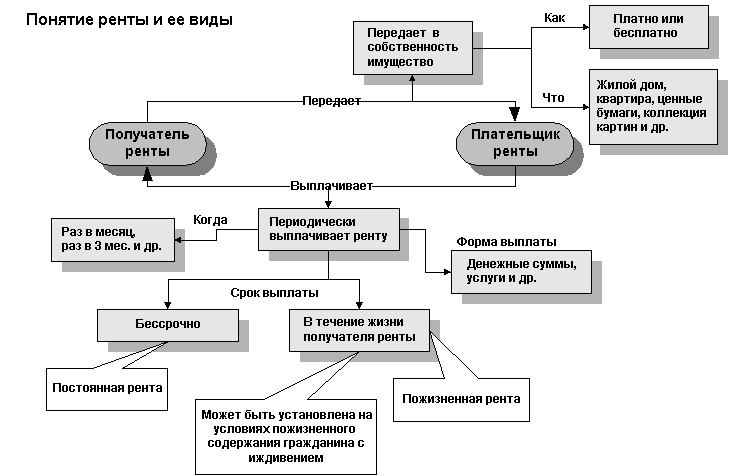 Понятие ренты и ее виды
Передает в
собственность
имущество
Как
Платно или
бесплатно
Что
Жилой дом,
квартира, ценные
бумаги, коллекция
картин и др.
Передает
Получатель
ренты
Плательщик
ренты
Выплачивает
Когда
Раз в месяц,
раз в 3 мес. и др.
Периодически
выплачивает ренту
Форма выплаты
Денежные суммы,
услуги и др.
Срок выплаты
Бессрочно
В течение жизни
получателя ренты
Постоянная рента
Может быть установлена на
условиях пожизненного
содержания гражданина с
иждивением
Пожизненная рента